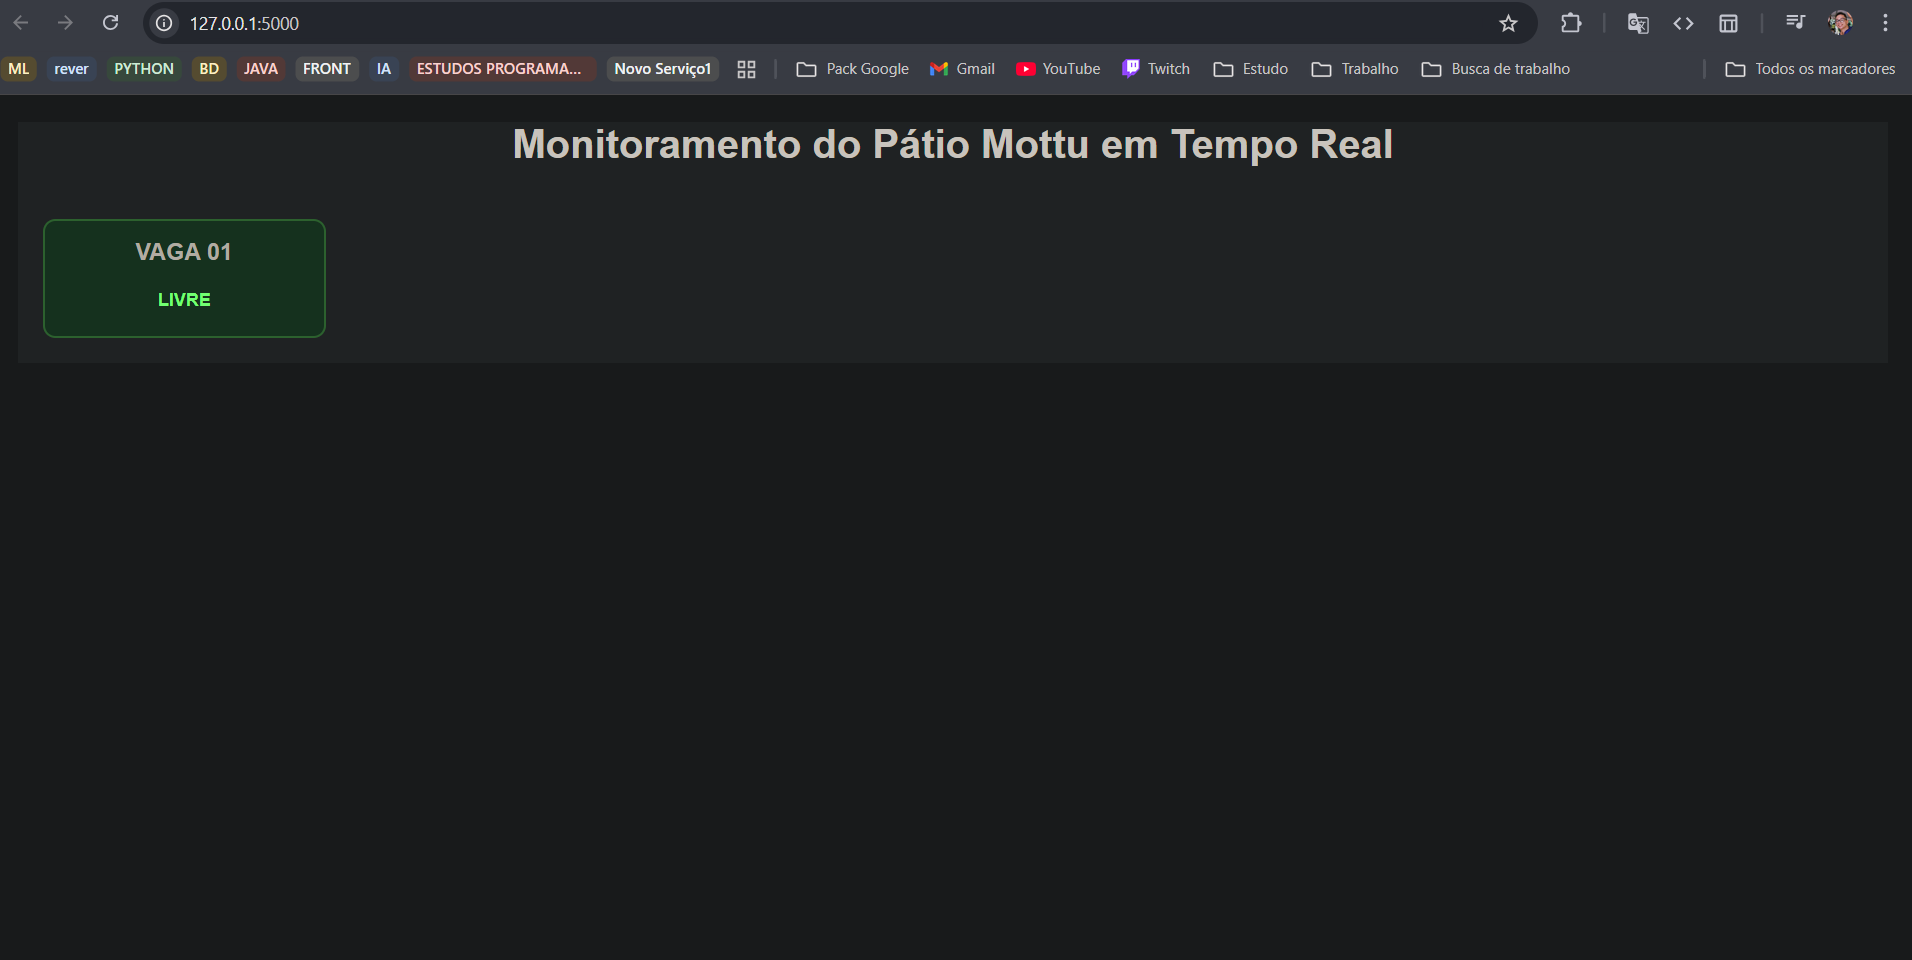 127.0.0.1:5000
ML rever PYTHON BD JAVA FRONT IA ESTUDOS PROGRAMA... Novo Serviço1 Pack Google Gmail YouTube Twitch Estudo Trabalho Busca de trabalho Todos os marcadores
Monitoramento do Pátio Mottu em Tempo Real
VAGA 01
LIVRE